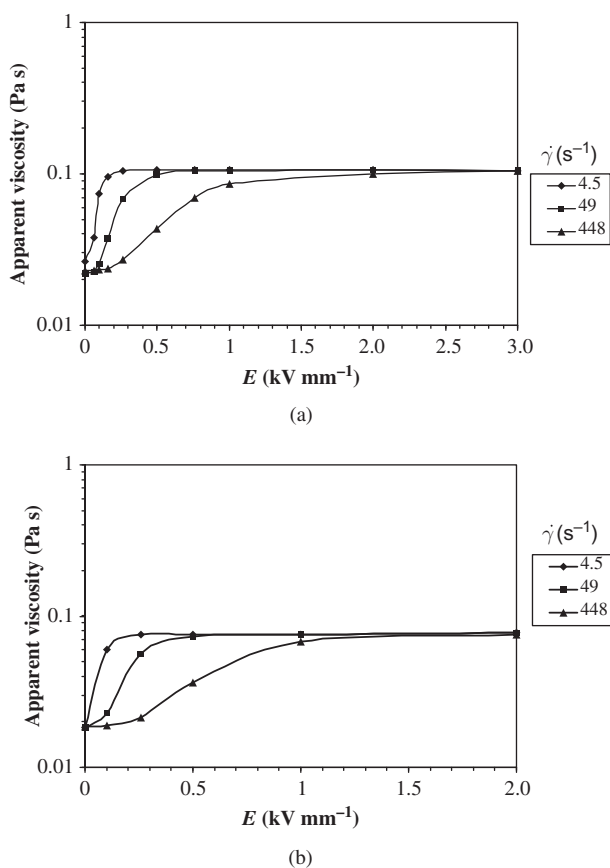 1
Apparent viscosity (Pa s)
0.1
0.01
0 0.5 1 1.5 2.0 2.5 3.0
E (kV mm⁻¹)
γ̇ (s⁻¹)
4.5
49
448
(a)
1
Apparent viscosity (Pa s)
0.1
0.01
0 0.5 1.0 1.5 2.0
E (kV mm⁻¹)
γ̇ (s⁻¹)
4.5
49
448
(b)